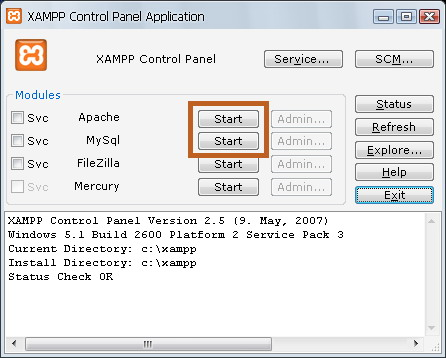 XAMPP Control Panel Application
XAMPP Control Panel
Service...
SCM...
Modules
Svc Apache Start Admin...
Svc MySql Start Admin...
Svc FileZilla Start Admin...
Svc Mercury Start Admin...
Status
Refresh
Explore...
Help
Exit
XAMPP Control Panel Version 2.5 (9. May, 2007)
Windows 5.1 Build 2600 Platform 2 Service Pack 3
Current Directory: c:\xampp
Install Directory: c:\xampp
Status Check OK